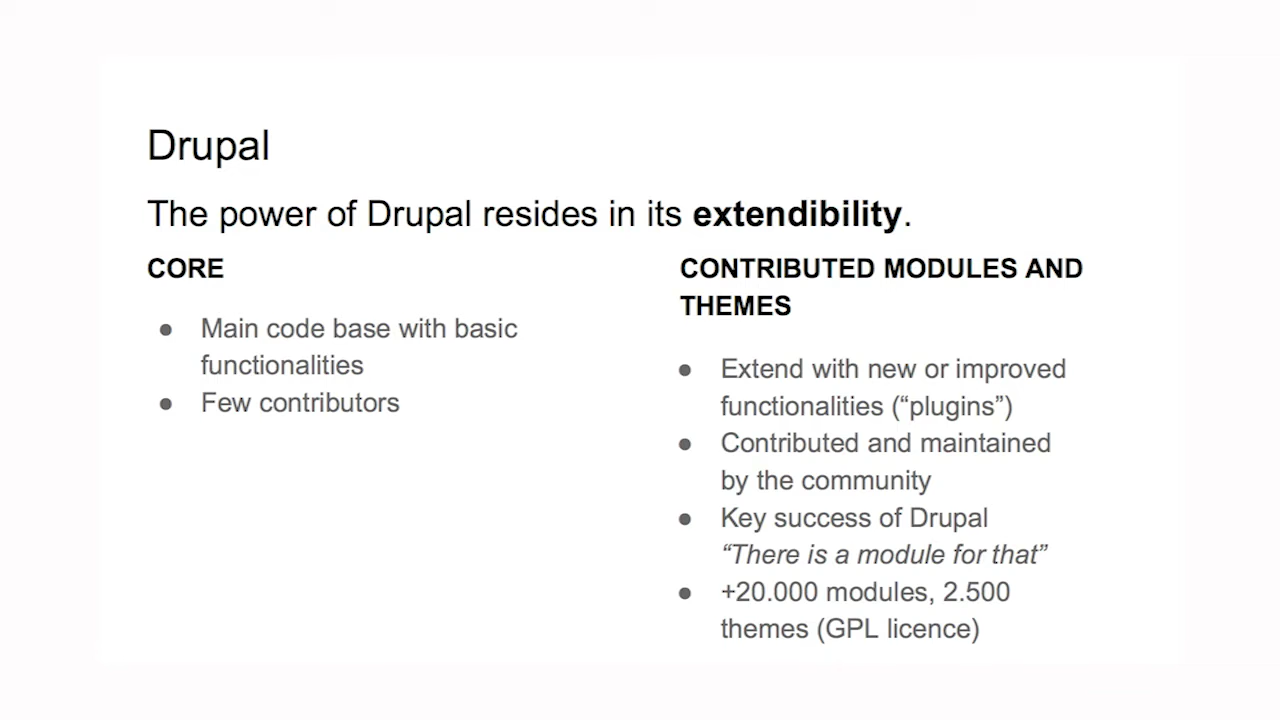 Drupal
The power of Drupal resides in its extendibility.
CORE
● Main code base with basic
functionalities
● Few contributors
CONTRIBUTED MODULES AND
THEMES
● Extend with new or improved
functionalities (“plugins”)
● Contributed and maintained
by the community
● Key success of Drupal
“There is a module for that”
● +20.000 modules, 2.500
themes (GPL licence)